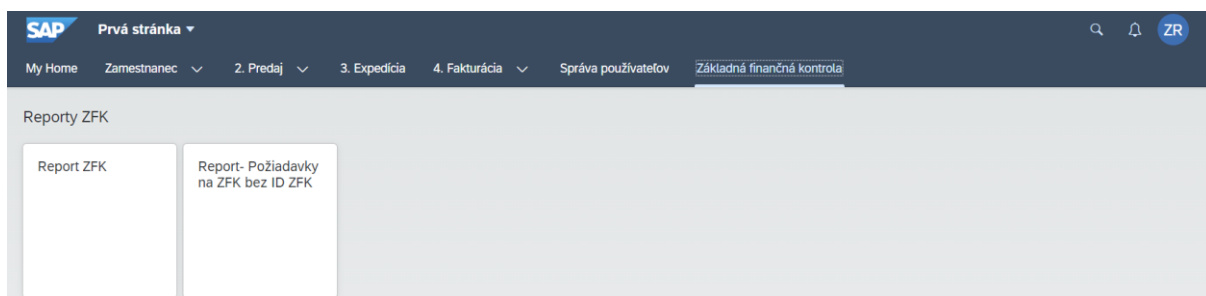 SAP Prvá stránka ZR
My Home Zamestnanec 2. Predaj 3. Expedícia 4. Fakturácia Správa používateľov Základná finančná kontrola
Reporty ZFK
Report ZFK
Report- Požiadavky
na ZFK bez ID ZFK